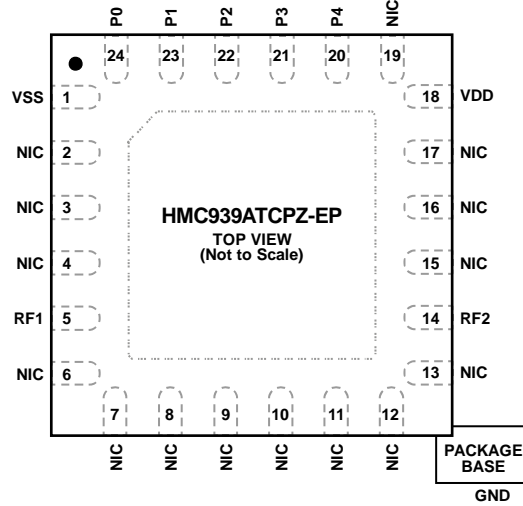 P0 P1 P2 P3 P4 NIC
24 23 22 21 20 19
VSS 1
18 VDD
NIC 2
17 NIC
NIC 3
16 NIC
NIC 4
15 NIC
RF1 5
14 RF2
NIC 6
13 NIC
HMC939ATCPZ-EP
TOP VIEW
(Not to Scale)
7 8 9 10 11 12
NIC NIC NIC NIC NIC NIC
PACKAGE
BASE
GND